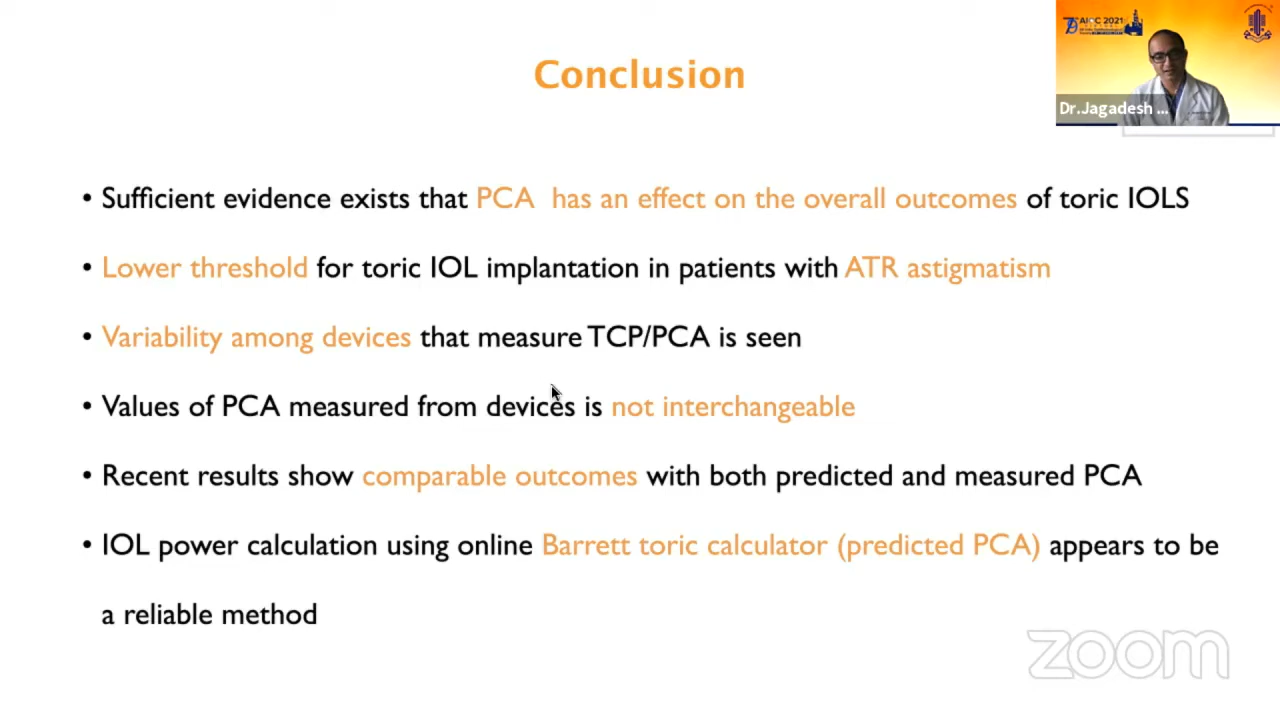 Conclusion
AIOC 2021
Dr.Jagadesh ...
• Sufficient evidence exists that PCA has an effect on the overall outcomes of toric IOLS
• Lower threshold for toric IOL implantation in patients with ATR astigmatism
• Variability among devices that measure TCP/PCA is seen
• Values of PCA measured from devices is not interchangeable
• Recent results show comparable outcomes with both predicted and measured PCA
• IOL power calculation using online Barrett toric calculator (predicted PCA) appears to be
a reliable method
zoom